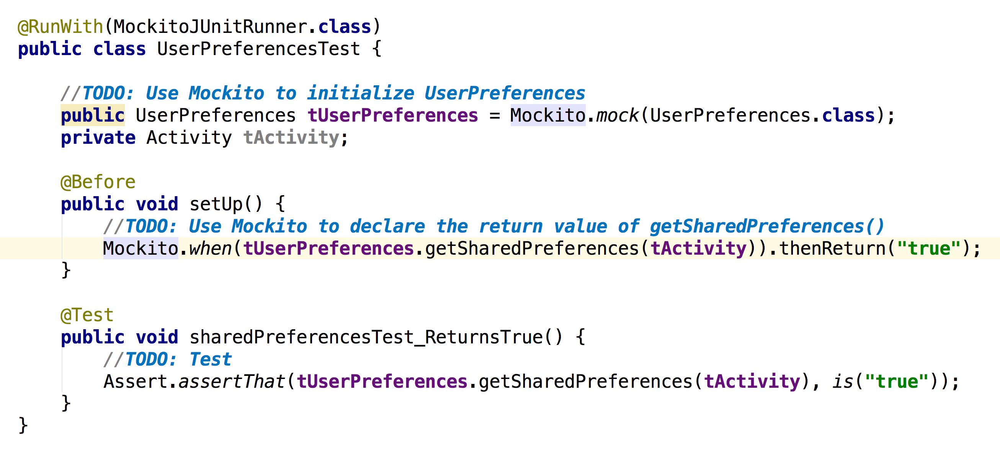 @RunWith(MockitoJUnitRunner.class)
public class UserPreferencesTest {
//TODO: Use Mockito to initialize UserPreferences
public UserPreferences tUserPreferences = Mockito.mock(UserPreferences.class);
private Activity tActivity;
@Before
public void setUp() {
//TODO: Use Mockito to declare the return value of getSharedPreferences()
Mockito.when(tUserPreferences.getSharedPreferences(tActivity)).thenReturn("true");
}
@Test
public void sharedPreferencesTest_ReturnsTrue() {
//TODO: Test
Assert.assertThat(tUserPreferences.getSharedPreferences(tActivity), is("true"));
}
}